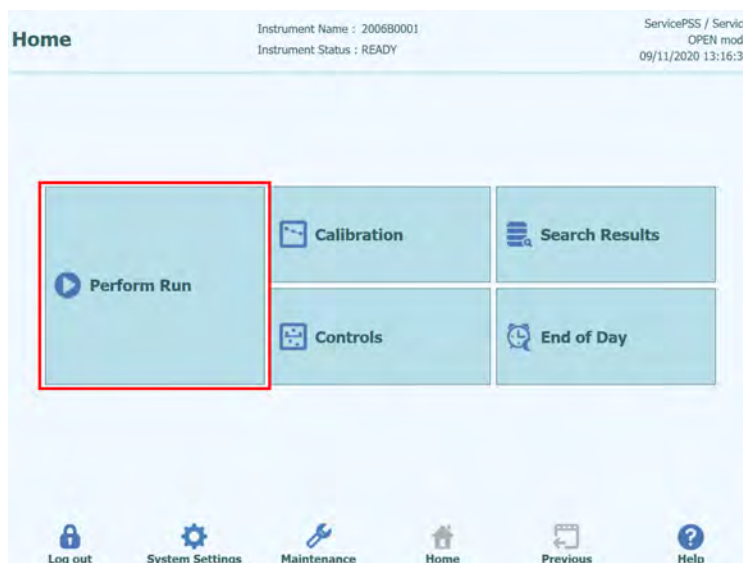 Home
Instrument Name : 2006B0001
Instrument Status : READY
ServicePSS / Servic
OPEN mod
09/11/2020 13:16:3
Perform Run
Calibration
Search Results
Controls
End of Day
Log out
System Settings
Maintenance
Home
Previous
Help